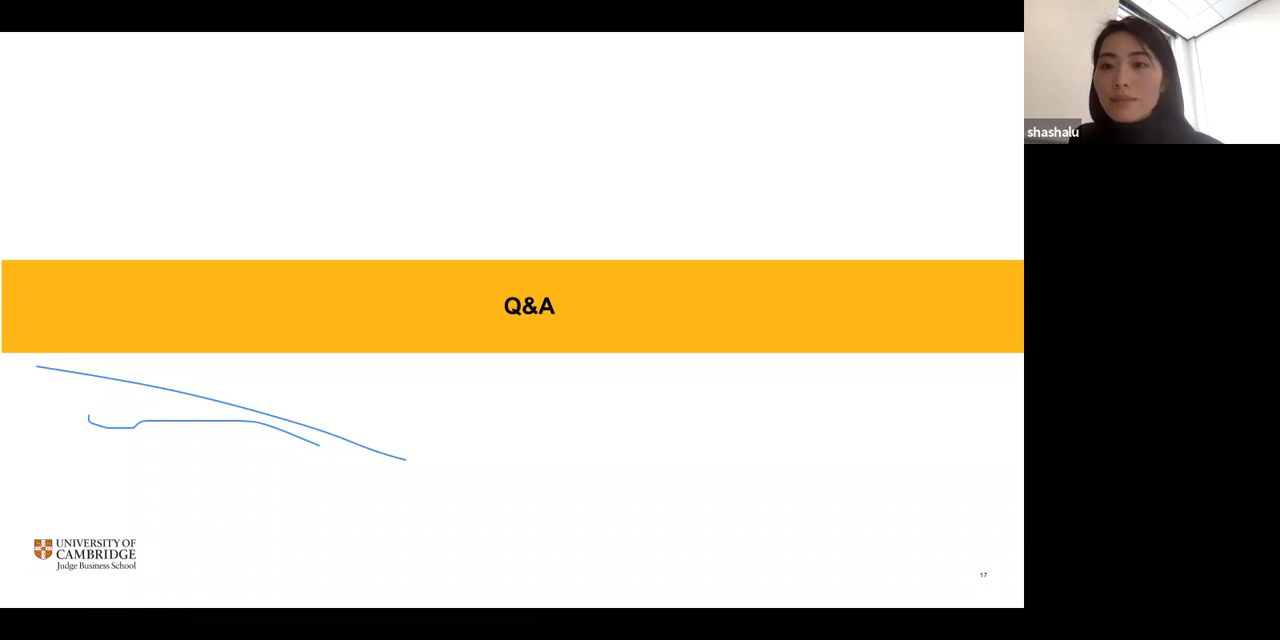 shashalu
Q&A
UNIVERSITY OF
CAMBRIDGE
Judge Business School
17